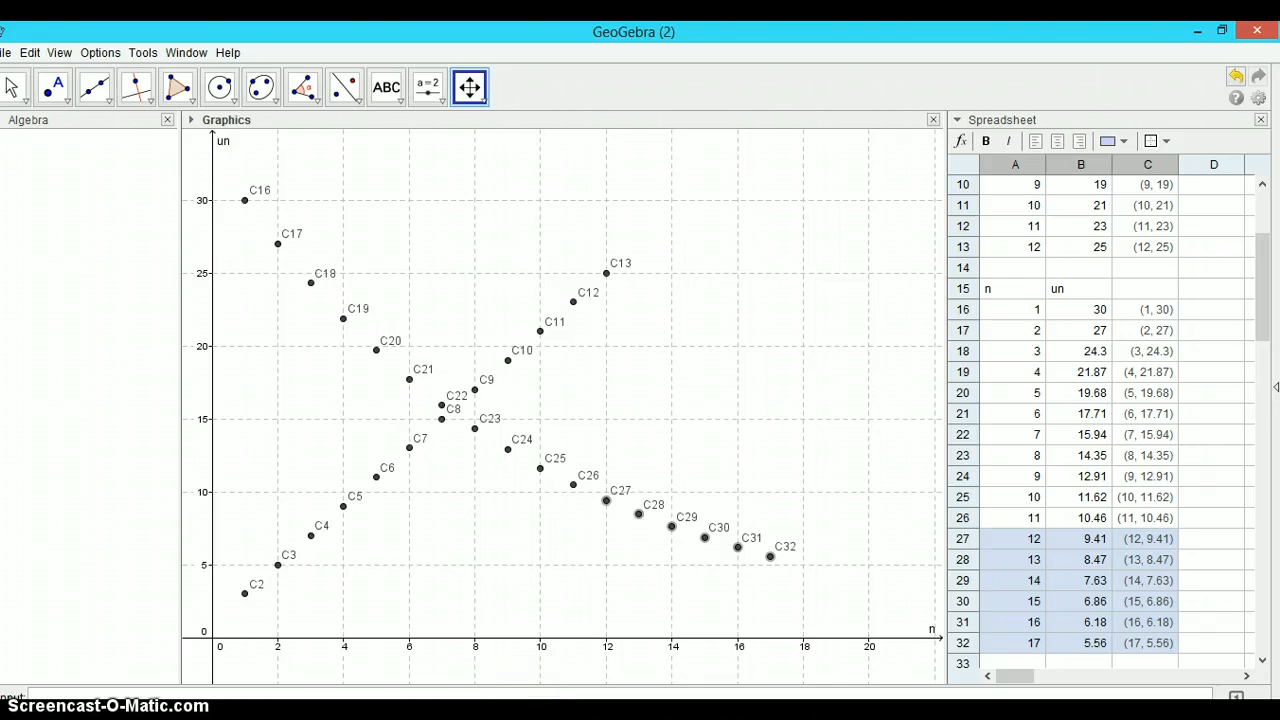 GeoGebra (2)
Edit View Options Tools Window Help
A
ABC
a=2
Algebra
Graphics
Spreadsheet
fx B I
A B C D
10 9 19 (9, 19)
11 10 21 (10, 21)
12 11 23 (11, 23)
13 12 25 (12, 25)
14
15 n un
16 1 30 (1, 30)
17 2 27 (2, 27)
18 3 24.3 (3, 24.3)
19 4 21.87 (4, 21.87)
20 5 19.68 (5, 19.68)
21 6 17.71 (6, 17.71)
22 7 15.94 (7, 15.94)
23 8 14.35 (8, 14.35)
24 9 12.91 (9, 12.91)
25 10 11.62 (10, 11.62)
26 11 10.46 (11, 10.46)
27 12 9.41 (12, 9.41)
28 13 8.47 (13, 8.47)
29 14 7.63 (14, 7.63)
30 15 6.86 (15, 6.86)
31 16 6.18 (16, 6.18)
32 17 5.56 (17, 5.56)
33
un
C16
30
C17
C18
25
C13
C12
C19
C11
C20
20
C10
C21
C9
C22
C8
15
C23
C7
C24
C25
C6
C26
10
C27
C5
C28
C29
C4
C30
C31
C32
C3
5
C2
0
n
0 2 4 6 8 10 12 14 16 18 20
Screencast-O-Matic.com